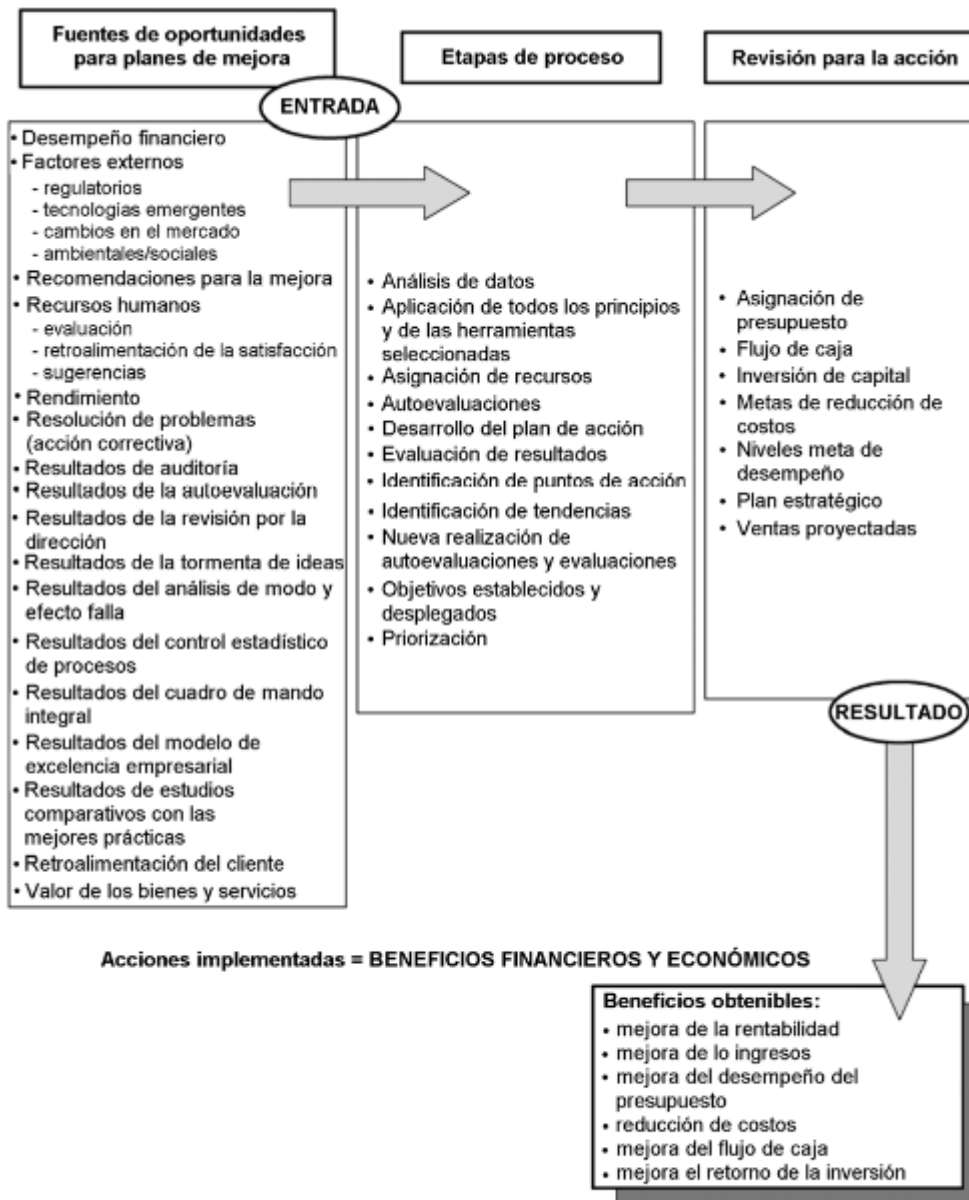 Fuentes de oportunidades
para planes de mejora
Etapas de proceso
Revisión para la acción
ENTRADA
• Desempeño financiero
• Factores externos
- regulatorios
- tecnologías emergentes
- cambios en el mercado
- ambientales/sociales
• Recomendaciones para la mejora
• Recursos humanos
- evaluación
- retroalimentación de la satisfacción
- sugerencias
• Rendimiento
• Resolución de problemas
(acción correctiva)
• Resultados de auditoría
• Resultados de la autoevaluación
• Resultados de la revisión por la
dirección
• Resultados de la tormenta de ideas
• Resultados del análisis de modo y
efecto falla
• Resultados del control estadístico
de procesos
• Resultados del cuadro de mando
integral
• Resultados del modelo de
excelencia empresarial
• Resultados de estudios
comparativos con las
mejores prácticas
• Retroalimentación del cliente
• Valor de los bienes y servicios
• Análisis de datos
• Aplicación de todos los principios
y de las herramientas
seleccionadas
• Asignación de recursos
• Autoevaluaciones
• Desarrollo del plan de acción
• Evaluación de resultados
• Identificación de puntos de acción
• Identificación de tendencias
• Nueva realización de
autoevaluaciones y evaluaciones
• Objetivos establecidos y
desplegados
• Priorización
• Asignación de
presupuesto
• Flujo de caja
• Inversión de capital
• Metas de reducción de
costos
• Niveles meta de
desempeño
• Plan estratégico
• Ventas proyectadas
RESULTADO
Acciones implementadas = BENEFICIOS FINANCIEROS Y ECONÓMICOS
Beneficios obtenibles:
• mejora de la rentabilidad
• mejora de lo ingresos
• mejora del desempeño del
presupuesto
• reducción de costos
• mejora del flujo de caja
• mejora el retorno de la inversión